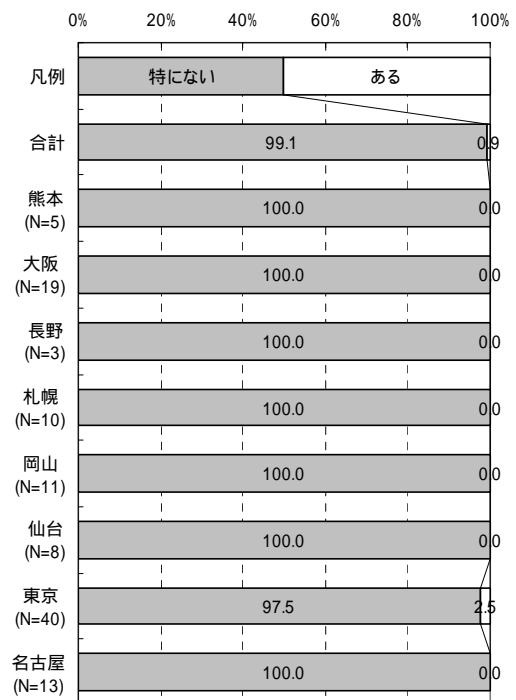 0% 20% 40% 60% 80% 100%
凡例 特にない ある
合計 99.1 0.9
熊本
(N=5) 100.0 0.0
大阪
(N=19) 100.0 0.0
長野
(N=3) 100.0 0.0
札幌
(N=10) 100.0 0.0
岡山
(N=11) 100.0 0.0
仙台
(N=8) 100.0 0.0
東京
(N=40) 97.5 2.5
名古屋
(N=13) 100.0 0.0